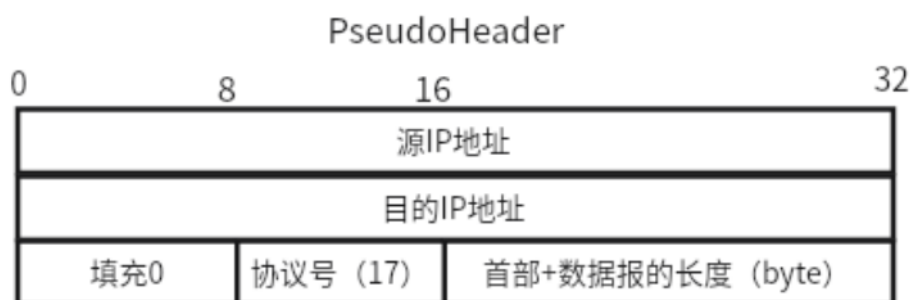 PseudoHeader
0 8 16 32
源IP地址
目的IP地址
填充0 协议号（17） 首部+数据报的长度（byte）